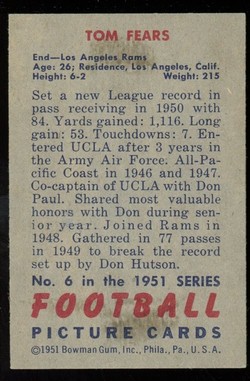 TOM FEARS
End—Los Angeles Rams
Age: 26; Residence, Los Angeles, Calif.
Height: 6-2 Weight: 215
Set a new League record in
pass receiving in 1950 with
84. Yards gained: 1,116. Long
gain: 53. Touchdowns: 7. En-
tered UCLA after 3 years in
the Army Air Force. All-Pa-
cific Coast in 1946 and 1947.
Co-captain of UCLA with Don
Paul. Shared most valuable
honors with Don during sen-
ior year. Joined Rams in
1948. Gathered in 77 passes
in 1949 to break the record
set up by Don Hutson.
No. 6 in the 1951 SERIES
FOOTBALL
PICTURE CARDS
©1951 Bowman Gum, Inc., Phila., Pa., U. S. A.